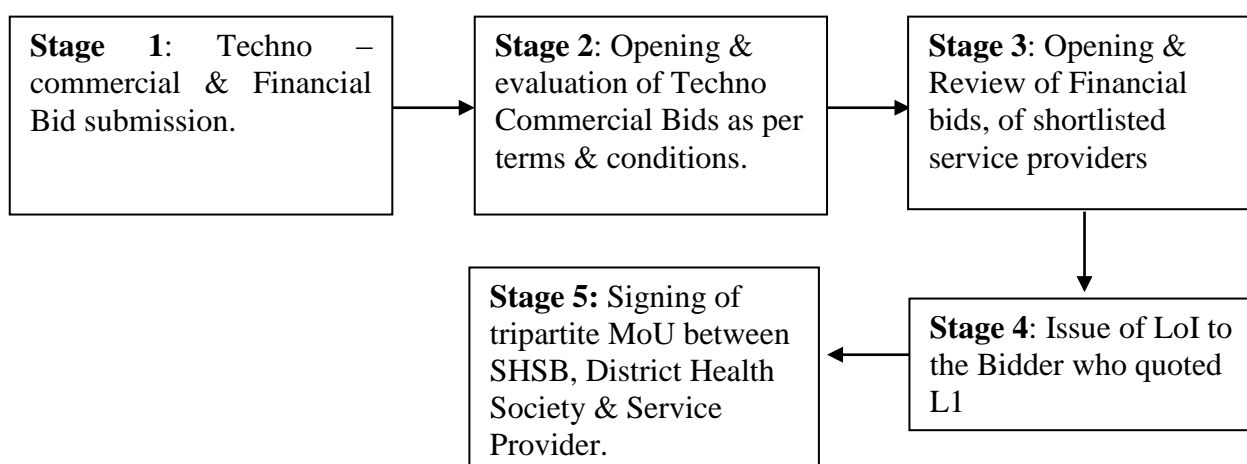 Stage 1: Techno –
commercial & Financial
Bid submission.
Stage 2: Opening &
evaluation of Techno
Commercial Bids as per
terms & conditions.
Stage 3: Opening &
Review of Financial
bids, of shortlisted
service providers
Stage 4: Issue of LoI to
the Bidder who quoted
L1
Stage 5: Signing of
tripartite MoU between
SHSB, District Health
Society & Service
Provider.